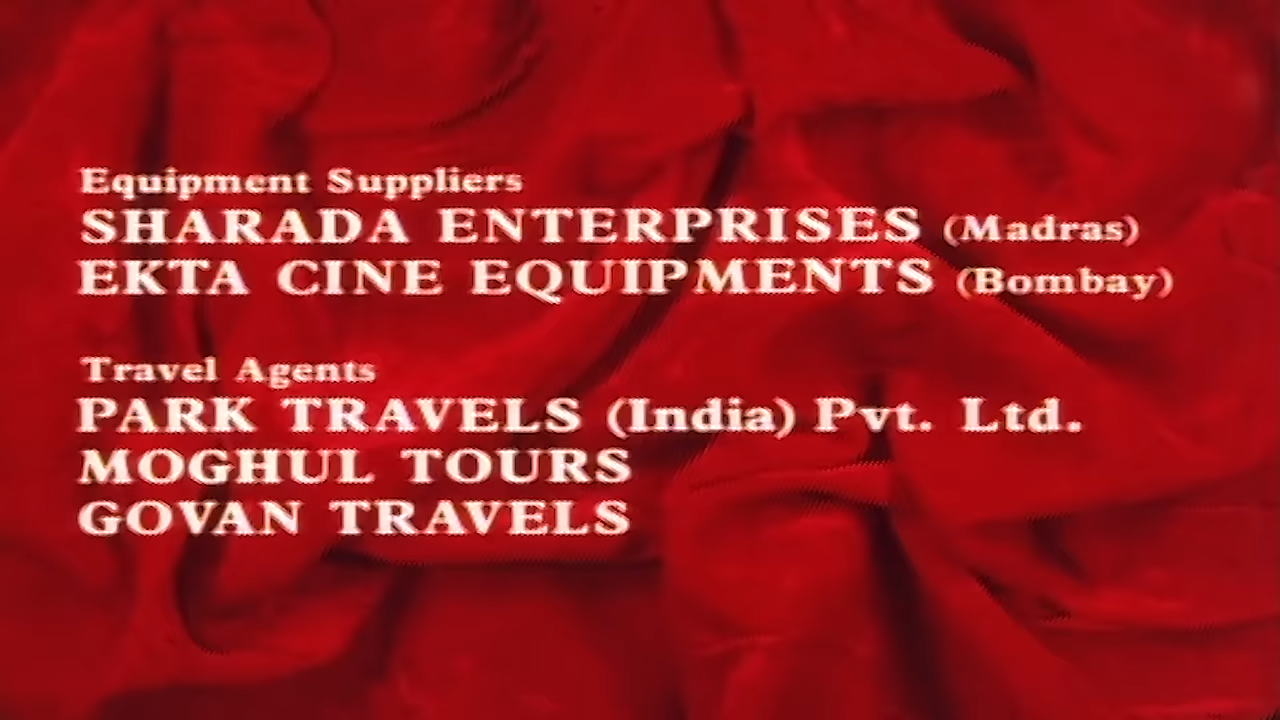 Equipment Suppliers
SHARADA ENTERPRISES (Madras)
EKTA CINE EQUIPMENTS (Bombay)
Travel Agents
PARK TRAVELS (India) Pvt. Ltd.
MOGHUL TOURS
GOVAN TRAVELS